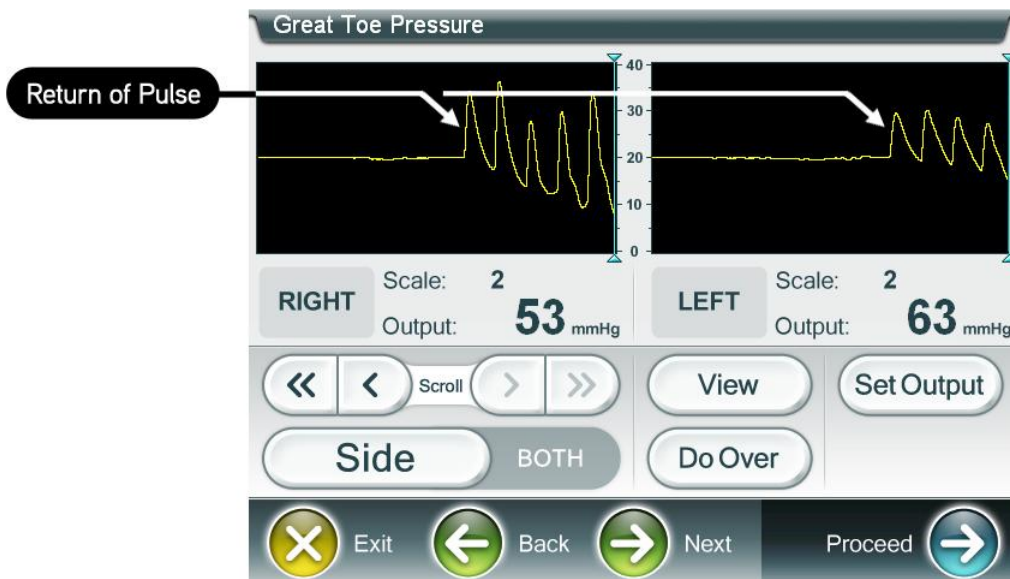 Great Toe Pressure
Return of Pulse
40
30
20
10
0
RIGHT
Scale: 2
Output: 53 mmHg
LEFT
Scale: 2
Output: 63 mmHg
Scroll
View
Set Output
Side
BOTH
Do Over
Exit
Back
Next
Proceed